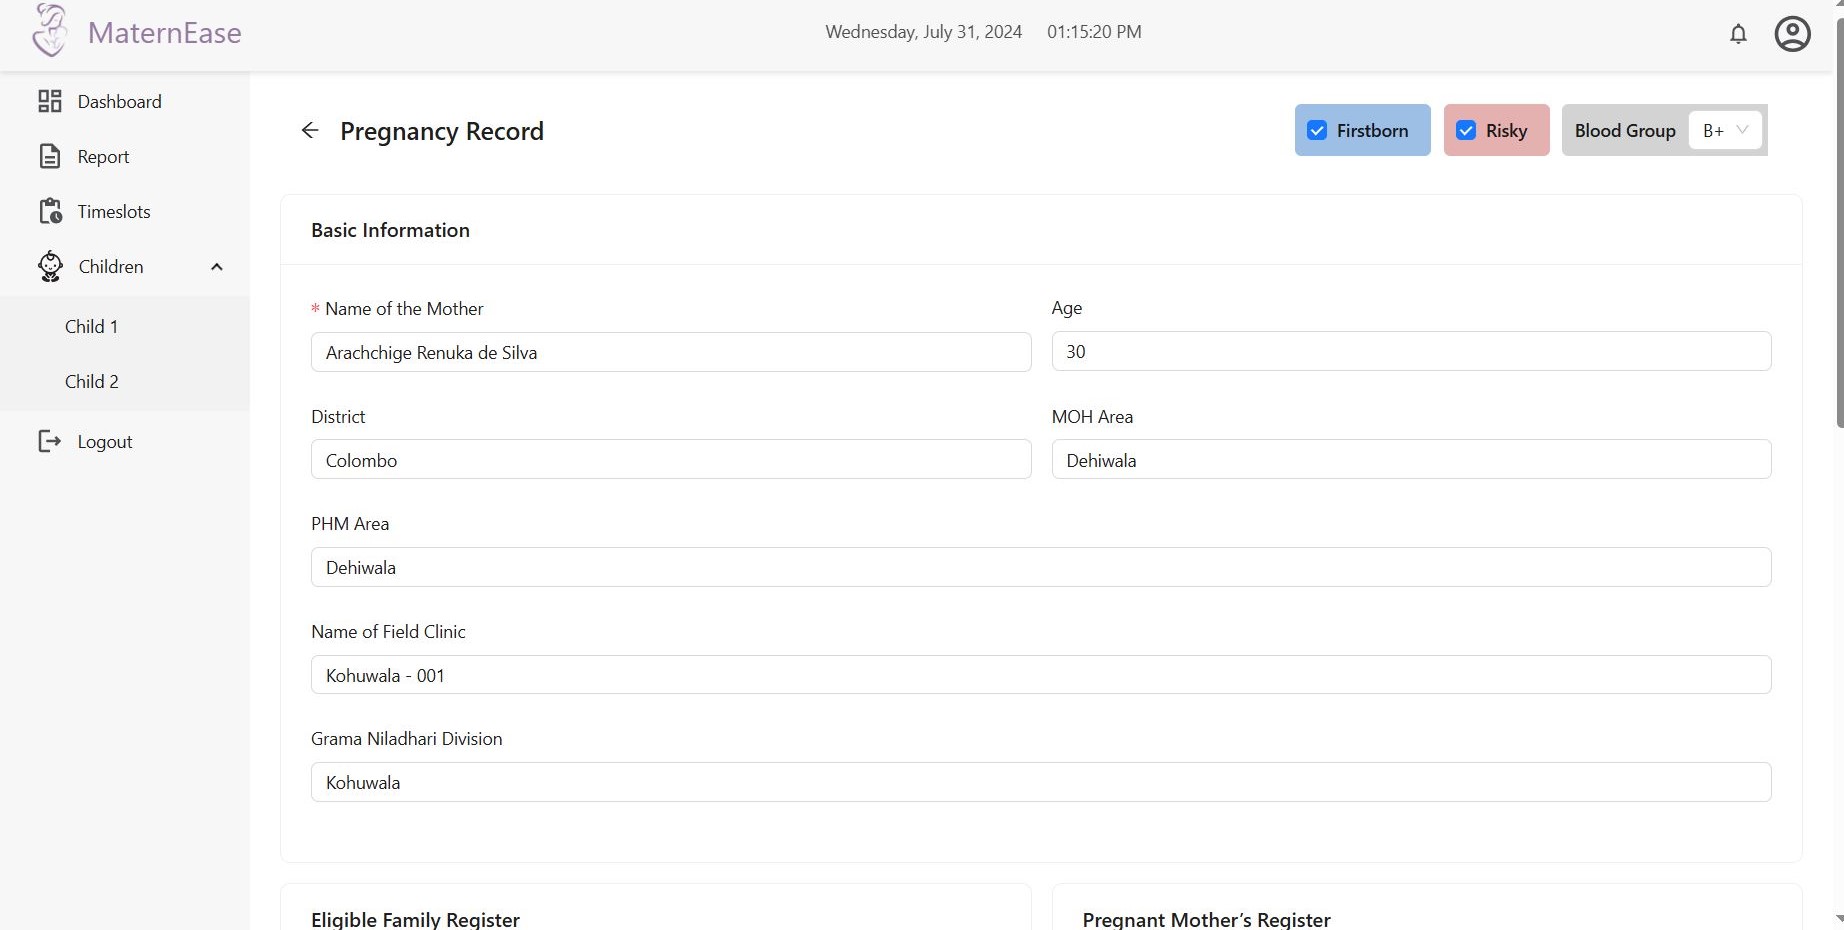 MaternEase
Wednesday, July 31, 2024 01:15:20 PM
Dashboard
Report
Timeslots
Children
Child 1
Child 2
Logout
Pregnancy Record
Firstborn
Risky
Blood Group B+
Basic Information
* Name of the Mother
Arachchige Renuka de Silva
Age
30
District
Colombo
MOH Area
Dehiwala
PHM Area
Dehiwala
Name of Field Clinic
Kohuwala - 001
Grama Niladhari Division
Kohuwala
Eligible Family Register
Pregnant Mother’s Register